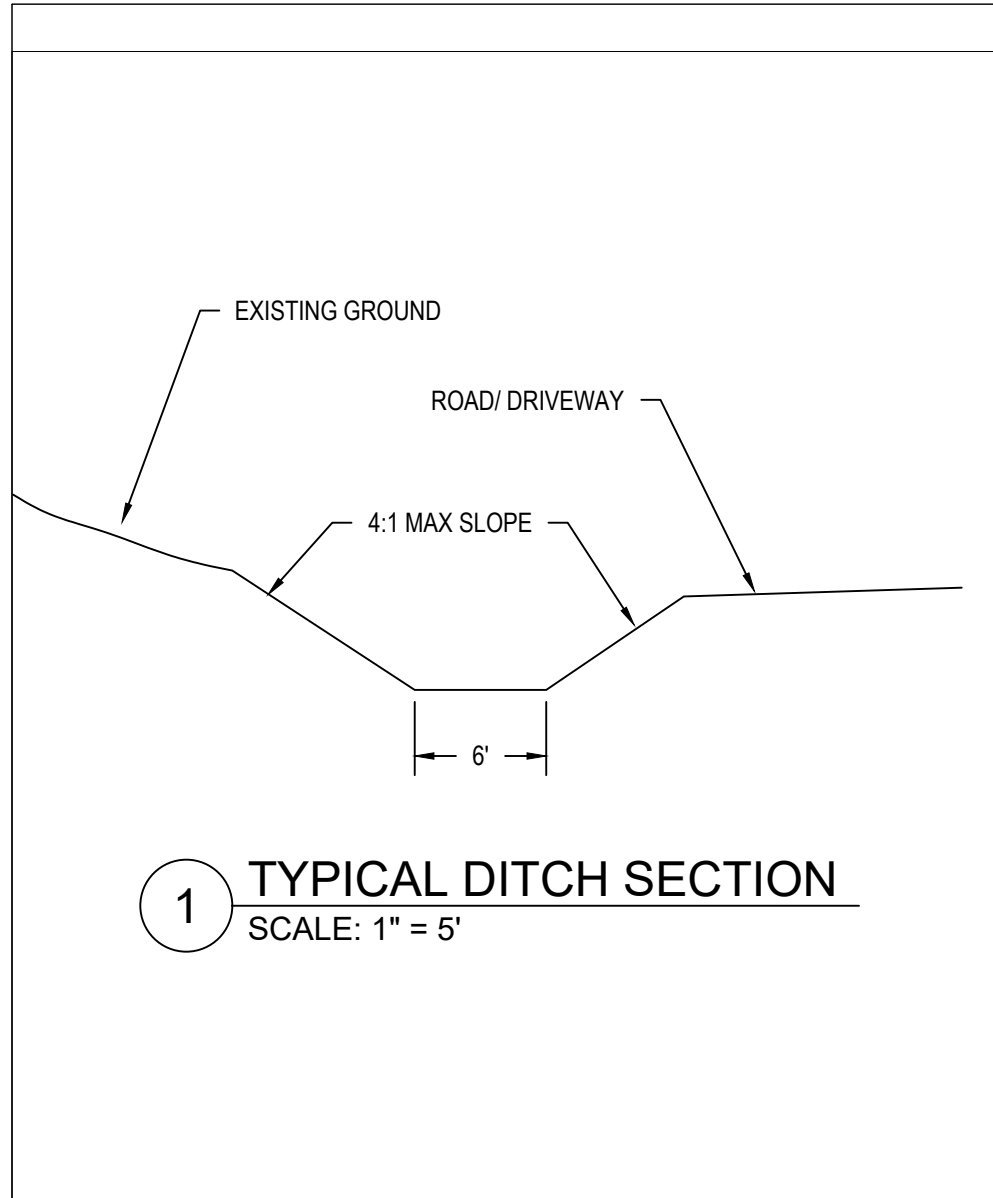 EXISTING GROUND
ROAD/ DRIVEWAY
4:1 MAX SLOPE
6'
1
TYPICAL DITCH SECTION
SCALE: 1" = 5'